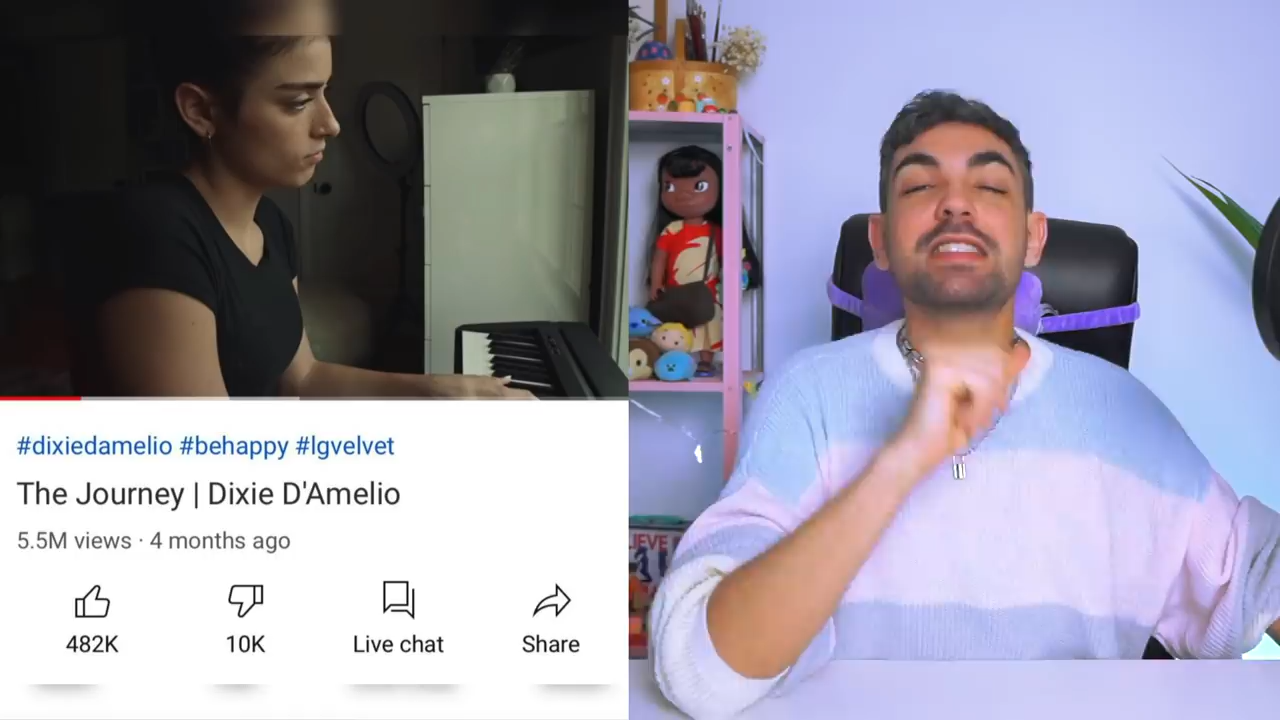 #dixiedamelio #behappy #lgvelvet
The Journey | Dixie D'Amelio
5.5M views · 4 months ago
482K
10K
Live chat
Share